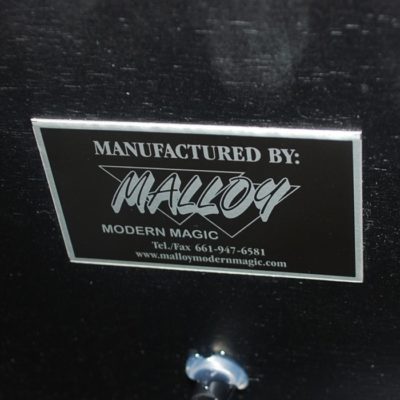 MANUFACTURED BY:
MALLOY
MODERN MAGIC
Tel./Fax 661-947-6581
www.malloymodernmagic.com